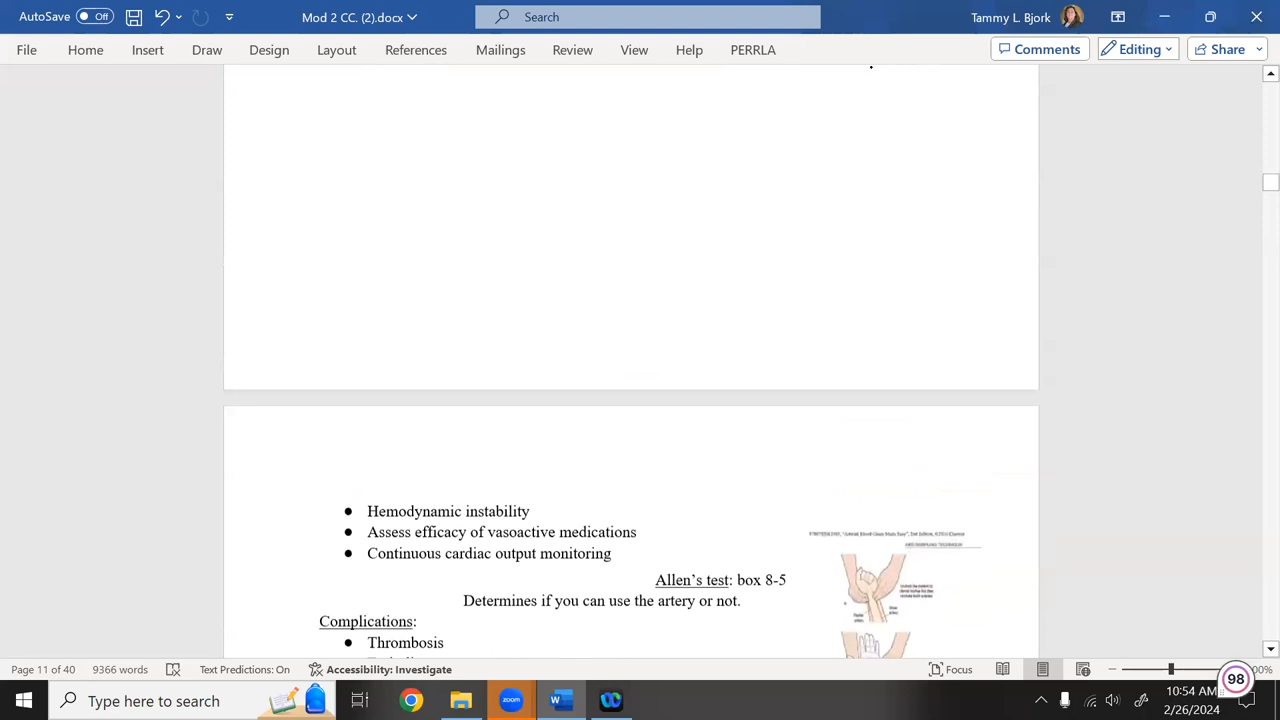 AutoSave Off Mod 2 CC. (2).docx Search Tammy L. Bjork
File Home Insert Draw Design Layout References Mailings Review View Help PERRLA Comments Editing Share
● Hemodynamic instability
● Assess efficacy of vasoactive medications
● Continuous cardiac output monitoring
Allen's test: box 8-5
Determines if you can use the artery or not.
Complications:
● Thrombosis
Page 11 of 40 9366 words Text Predictions: On Accessibility: Investigate Focus
98
Type here to search zoom W 10:54 AM
2/26/2024